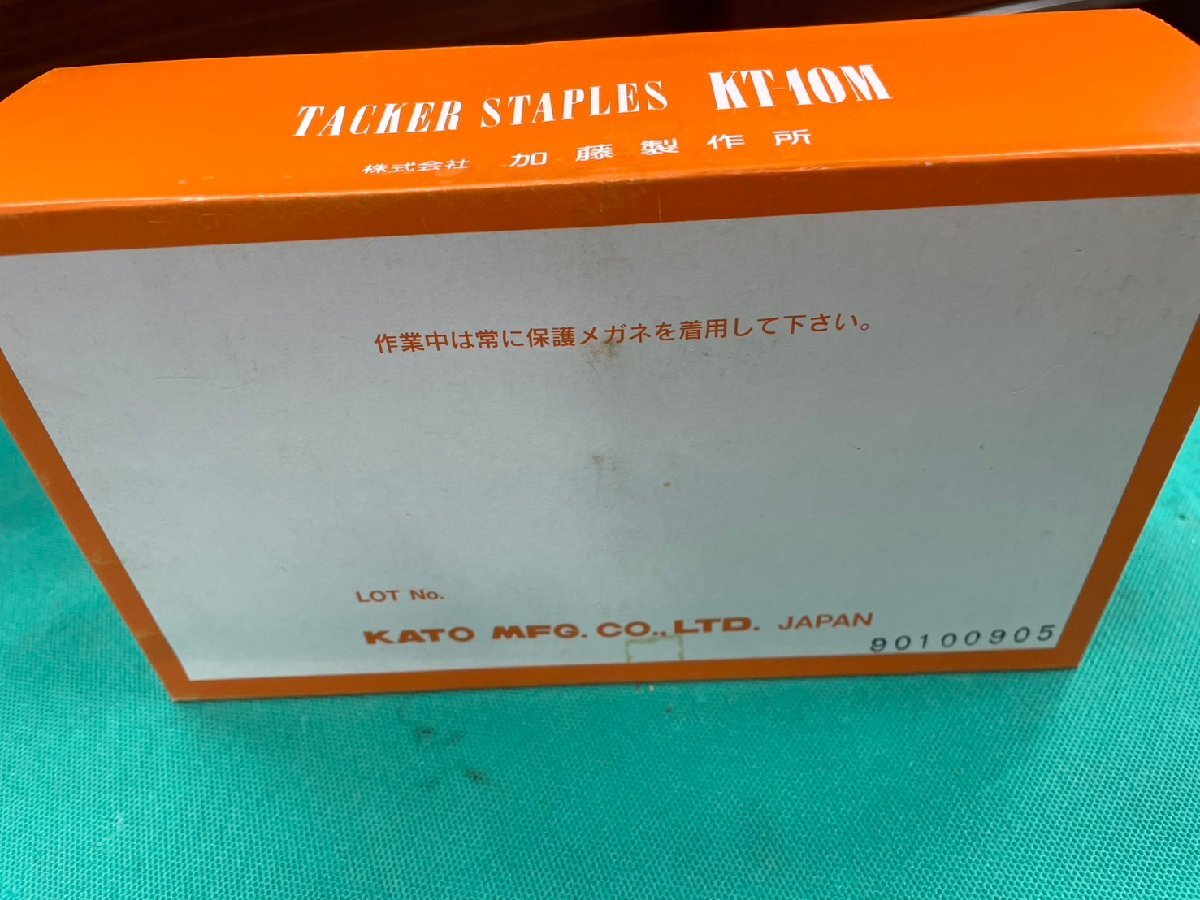 TACKER STAPLES KT-10M
株式会社 加藤製作所
作業中は常に保護メガネを着用して下さい。
LOT No.
KATO MFG. CO., LTD. JAPAN
90100905